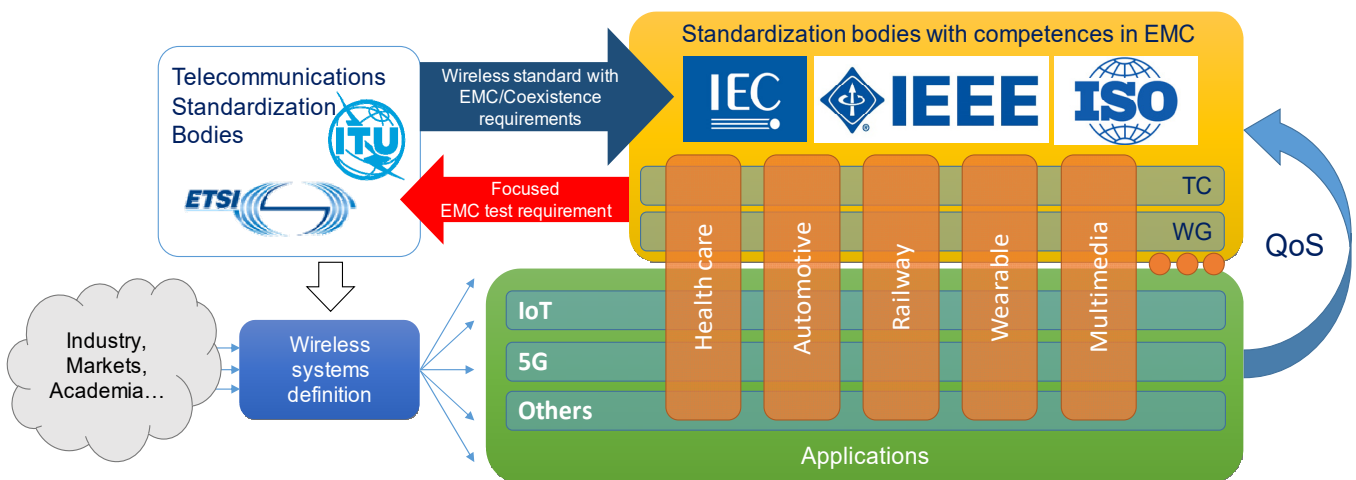 Telecommunications
Standardization
Bodies
ITU
ETSI
Wireless standard with
EMC/Coexistence
requirements
Focused
EMC test requirement
Standardization bodies with competences in EMC
IEC
® IEEE
ISO
TC
WG
Health care
Automotive
Railway
Wearable
Multimedia
QoS
Industry,
Markets,
Academia…
Wireless
systems
definition
IoT
5G
Others
Applications